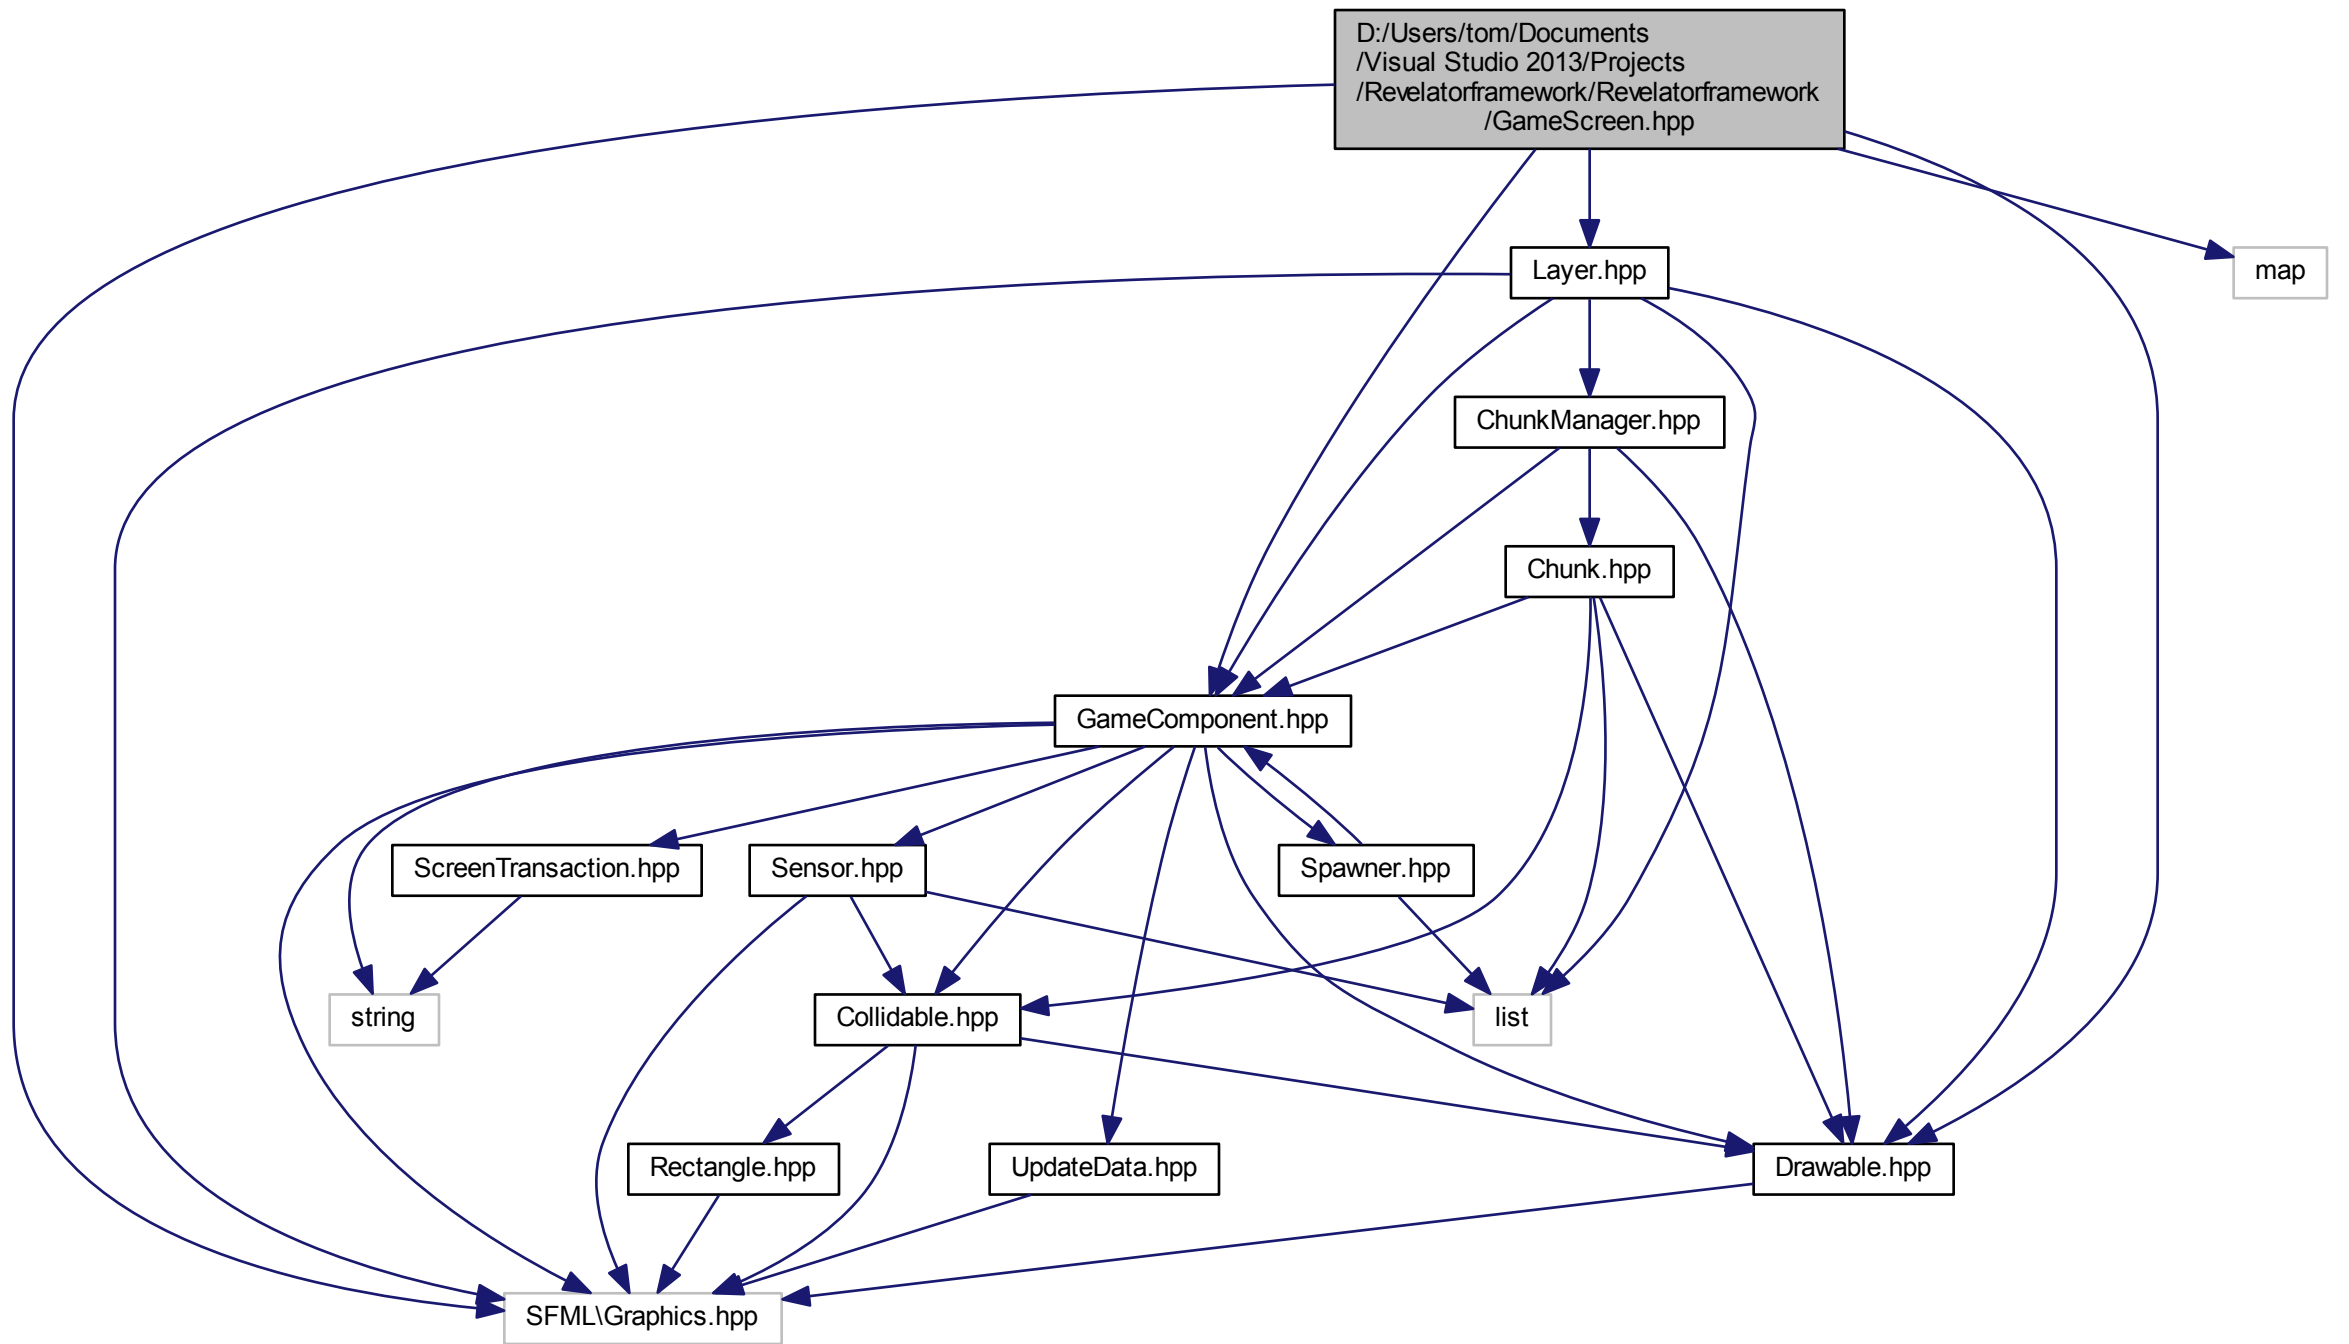 D:/Users/tom/Documents
/Visual Studio 2013/Projects
/Revelatorframework/Revelatorframework
/GameScreen.hpp
Layer.hpp
map
ChunkManager.hpp
Chunk.hpp
GameComponent.hpp
ScreenTransaction.hpp
Sensor.hpp
Spawner.hpp
string
Collidable.hpp
list
Rectangle.hpp
UpdateData.hpp
Drawable.hpp
SFML\Graphics.hpp